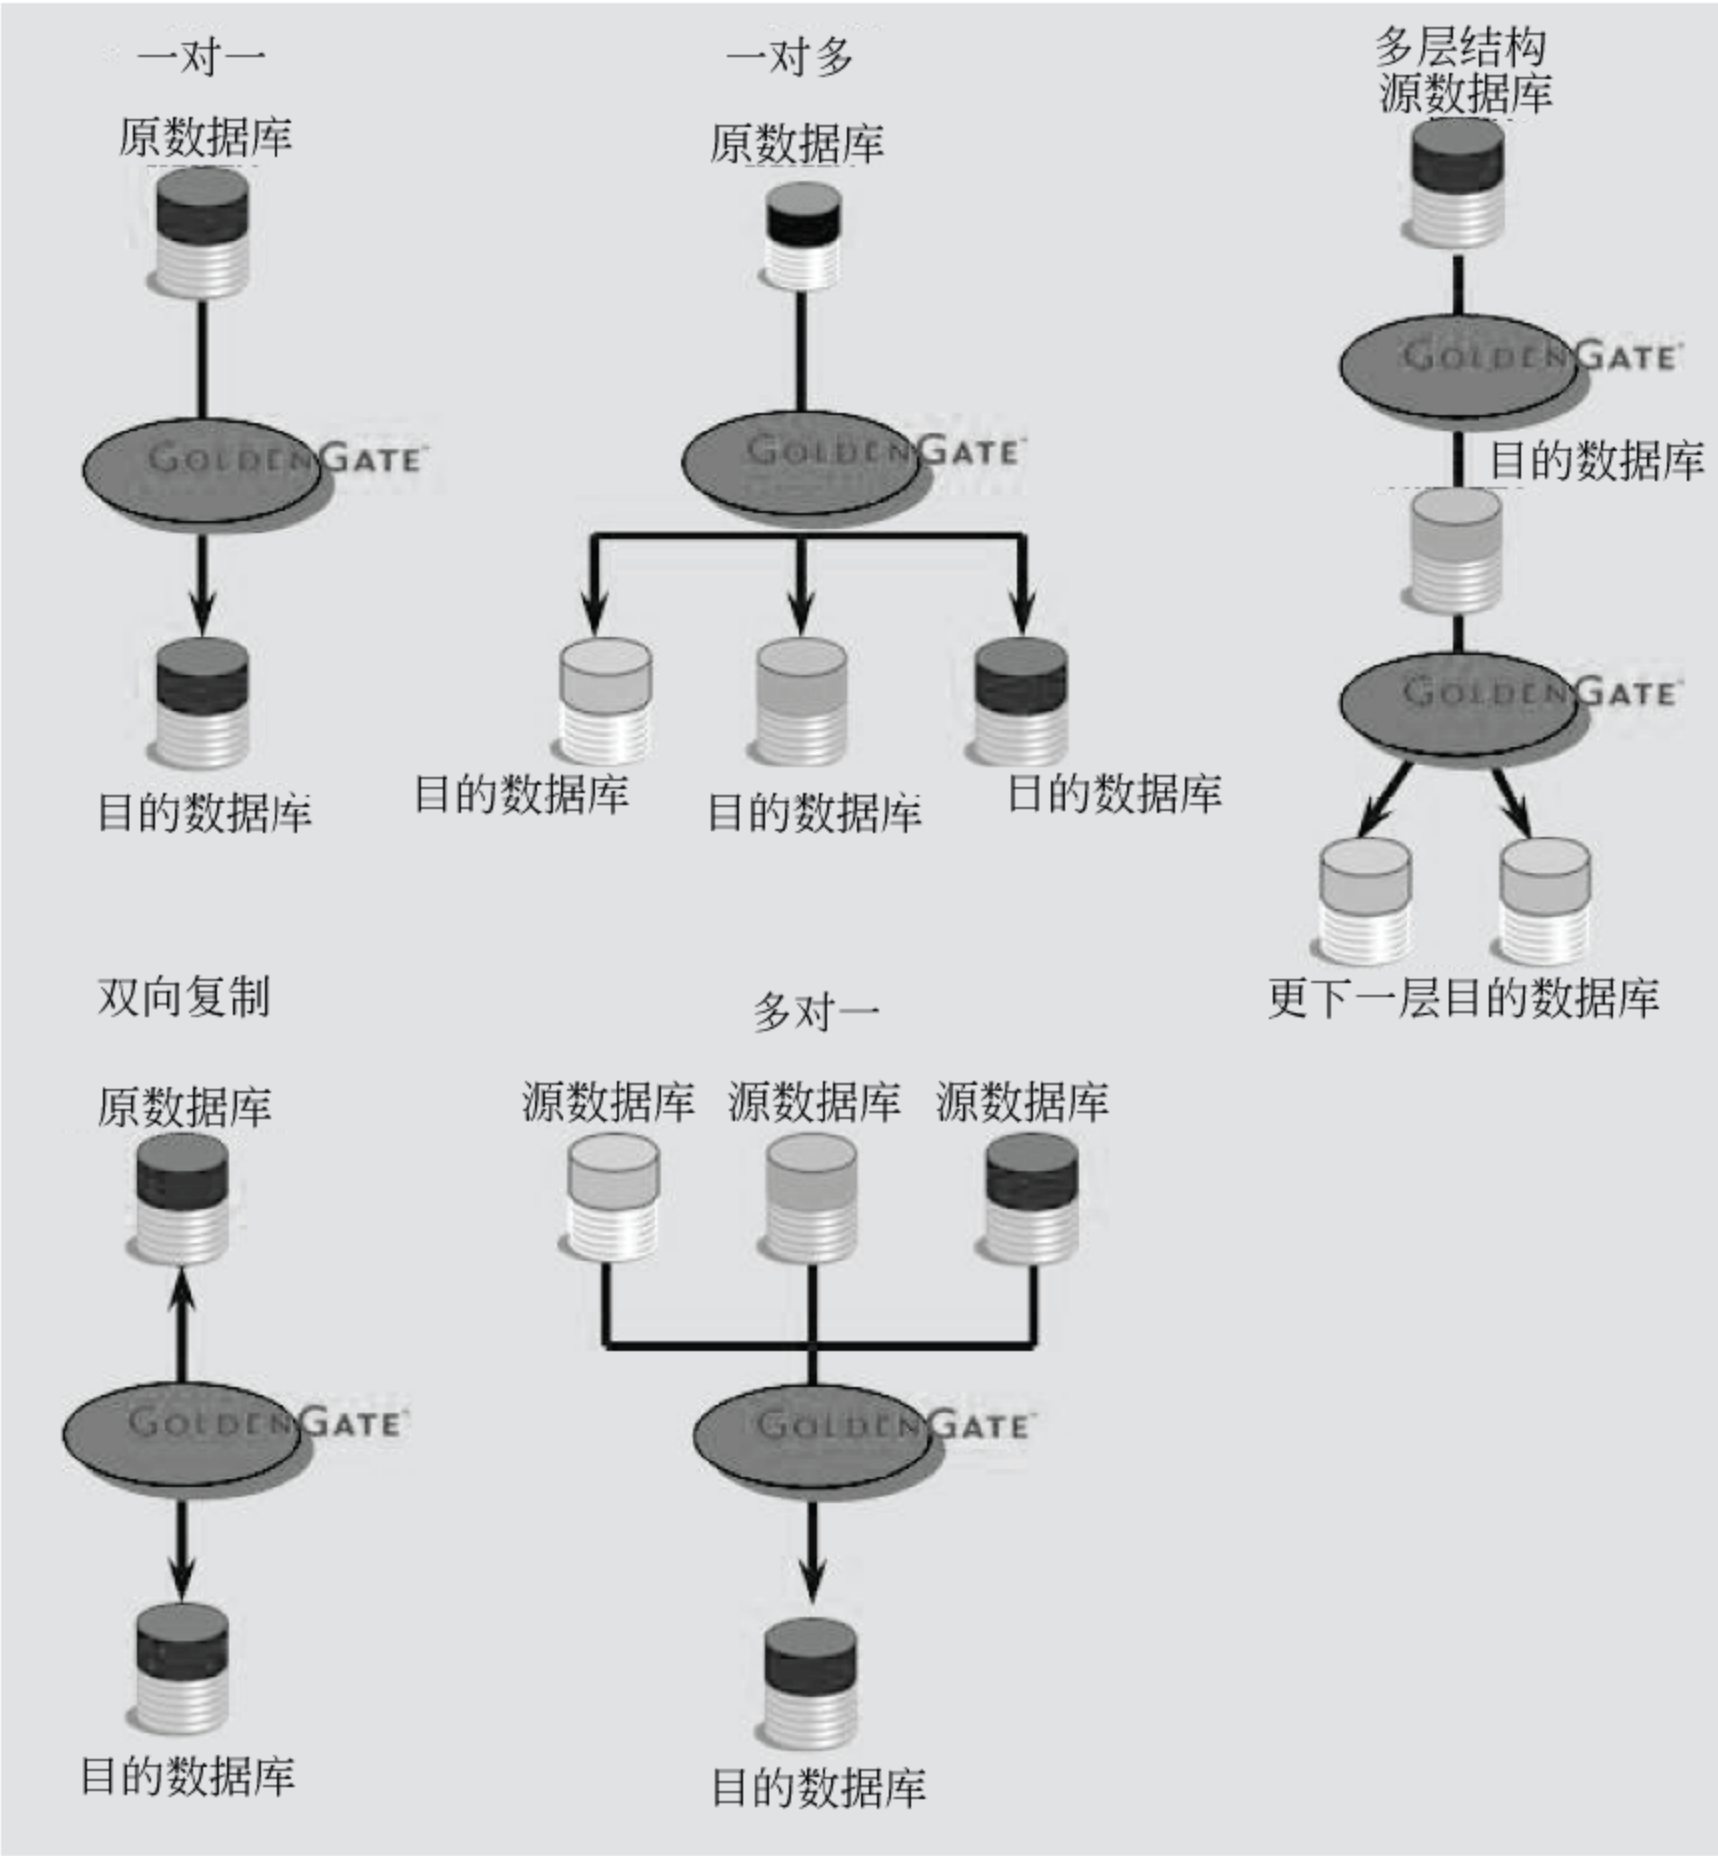 一对一
原数据库
GOLDENGATE
目的数据库
一对多
原数据库
GOLDENGATE
目的数据库
目的数据库
目的数据库
多层结构
源数据库
GOLDENGATE
目的数据库
GOLDENGATE
更下一层目的数据库
双向复制
原数据库
GOLDENGATE
目的数据库
多对一
源数据库 源数据库 源数据库
GOLDENGATE
目的数据库